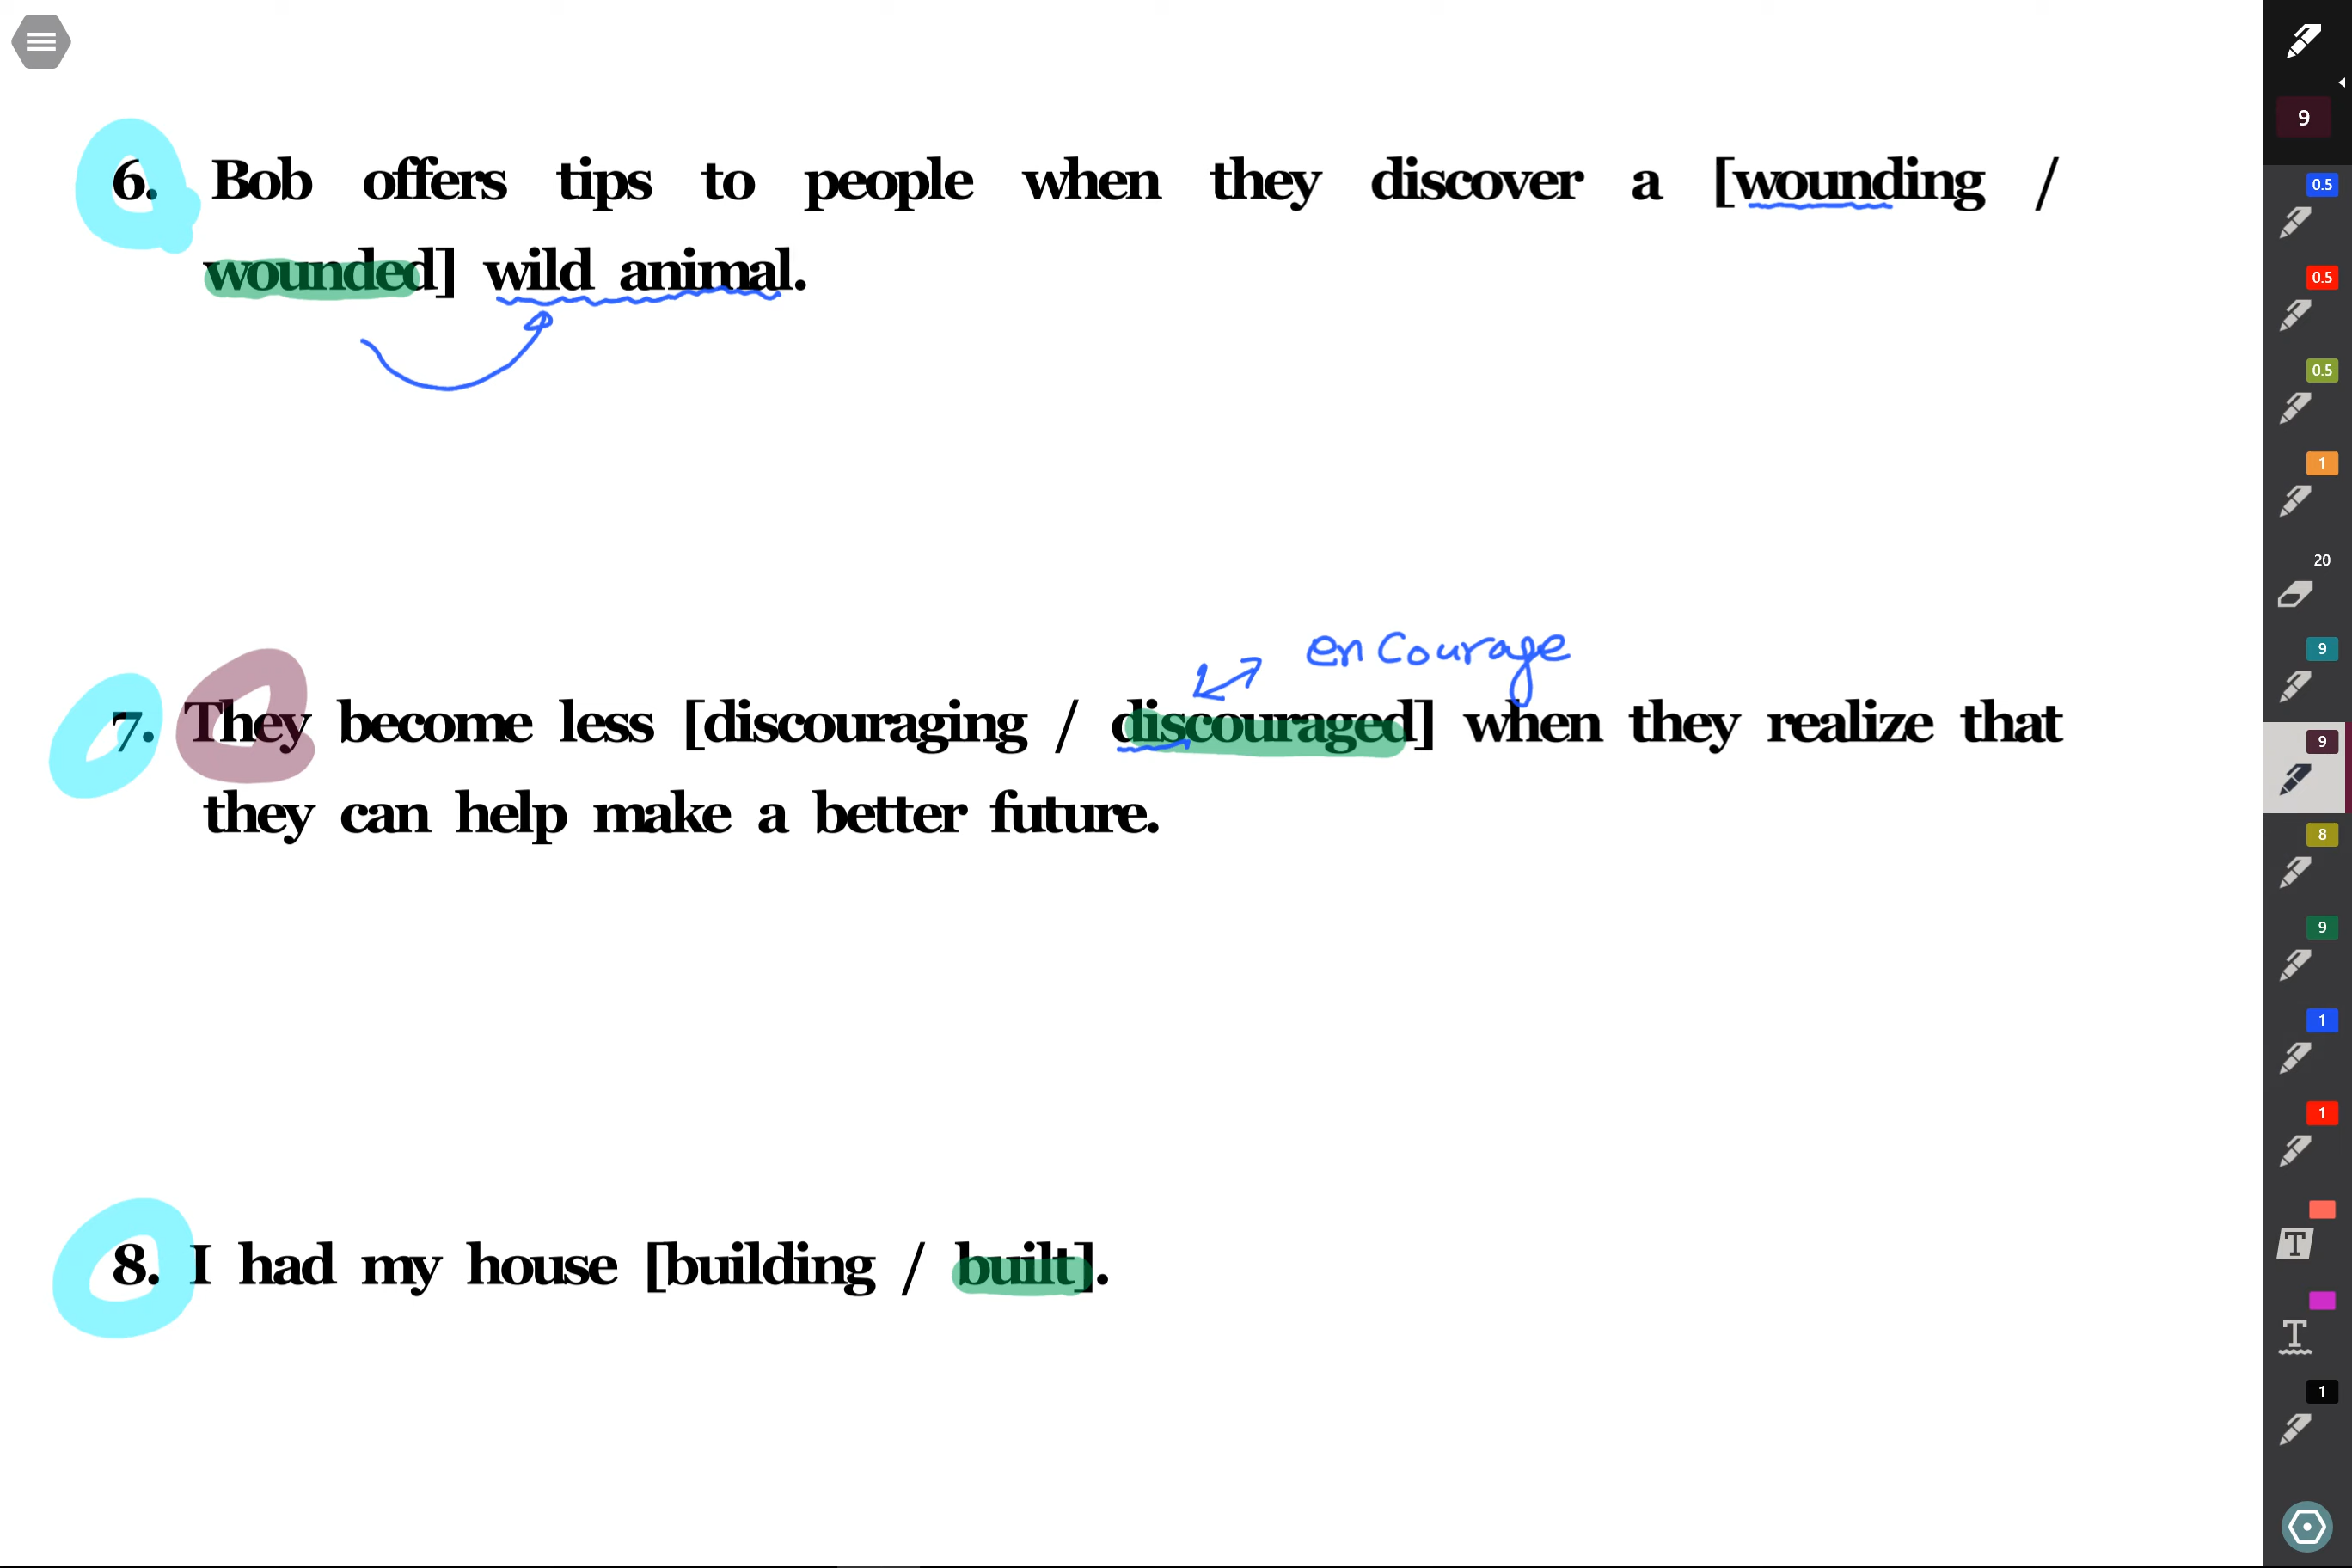 6. Bob offers tips to people when they discover a [wounding /
wounded] wild animal.
encourage
7. They become less [discouraging / discouraged] when they realize that
they can help make a better future.
8. I had my house [building / built].
9
0.5
0.5
0.5
1
20
9
9
8
9
1
1
T
T
1